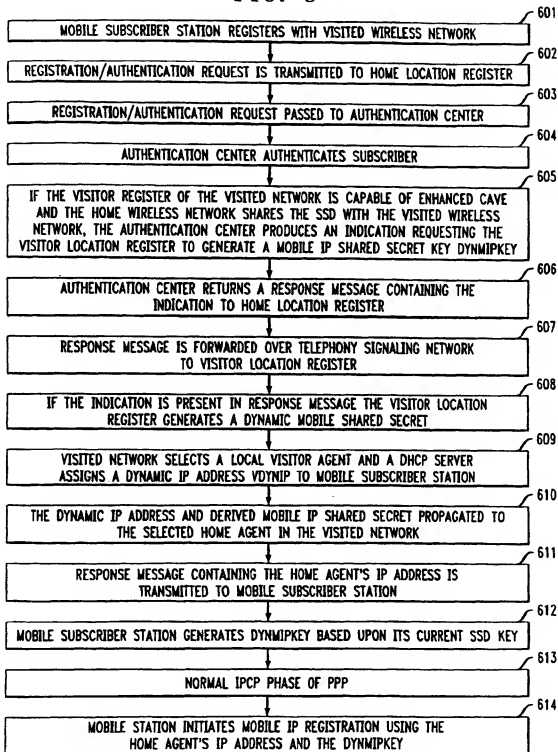 601
MOBILE SUBSCRIBER STATION REGISTERS WITH VISITED WIRELESS NETWORK
602
REGISTRATION/AUTHENTICATION REQUEST IS TRANSMITTED TO HOME LOCATION REGISTER
603
REGISTRATION/AUTHENTICATION REQUEST PASSED TO AUTHENTICATION CENTER
604
AUTHENTICATION CENTER AUTHENTICATES SUBSCRIBER
605
IF THE VISITOR REGISTER OF THE VISITED NETWORK IS CAPABLE OF ENHANCED CAVE
AND THE HOME WIRELESS NETWORK SHARES THE SSD WITH THE VISITED WIRELESS
NETWORK, THE AUTHENTICATION CENTER PRODUCES AN INDICATION REQUESTING THE
VISITOR LOCATION REGISTER TO GENERATE A MOBILE IP SHARED SECRET KEY DYNMIPKEY
606
AUTHENTICATION CENTER RETURNS A RESPONSE MESSAGE CONTAINING THE
INDICATION TO HOME LOCATION REGISTER
607
RESPONSE MESSAGE IS FORWARDED OVER TELEPHONY SIGNALING NETWORK
TO VISITOR LOCATION REGISTER
608
IF THE INDICATION IS PRESENT IN RESPONSE MESSAGE THE VISITOR LOCATION
REGISTER GENERATES A DYNAMIC MOBILE SHARED SECRET
609
VISITED NETWORK SELECTS A LOCAL VISITOR AGENT AND A DHCP SERVER
ASSIGNS A DYNAMIC IP ADDRESS VDYNIP TO MOBILE SUBSCRIBER STATION
610
THE DYNAMIC IP ADDRESS AND DERIVED MOBILE IP SHARED SECRET PROPAGATED TO
THE SELECTED HOME AGENT IN THE VISITED NETWORK
611
RESPONSE MESSAGE CONTAINING THE HOME AGENT'S IP ADDRESS IS
TRANSMITTED TO MOBILE SUBSCRIBER STATION
612
MOBILE SUBSCRIBER STATION GENERATES DYNMIPKEY BASED UPON ITS CURRENT SSD KEY
613
NORMAL IPCP PHASE OF PPP
614
MOBILE STATION INITIATES MOBILE IP REGISTRATION USING THE
HOME AGENT'S IP ADDRESS AND THE DYNMIPKEY